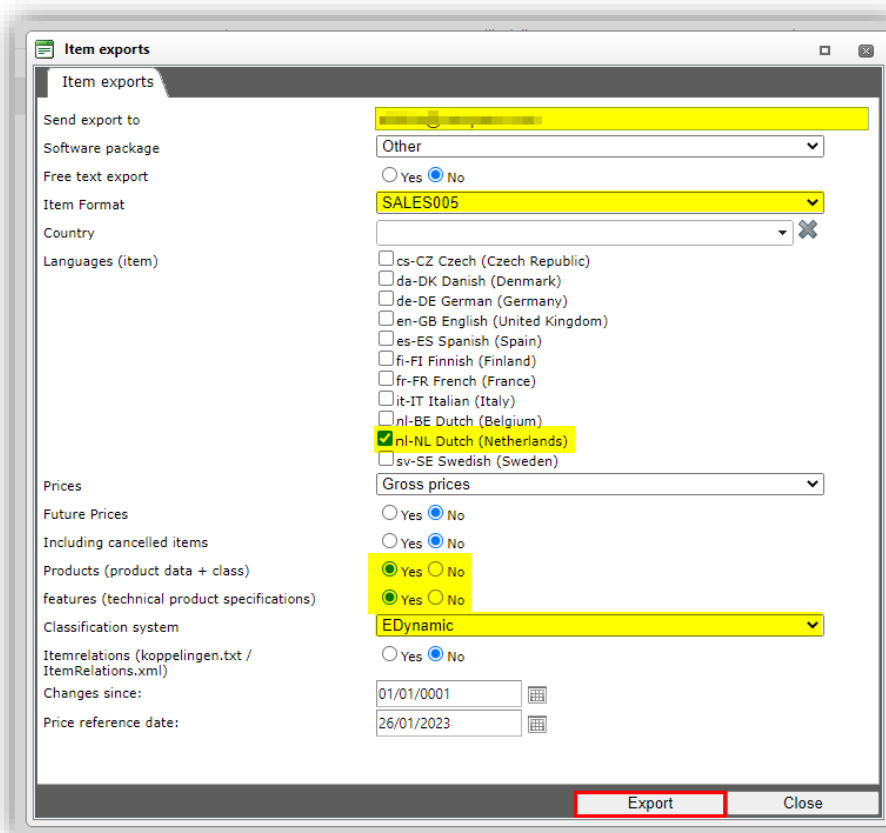 Item exports
Item exports
Send export to
Software package Other
Free text export Yes No
Item Format SALES005
Country
Languages (item) cs-CZ Czech (Czech Republic)
da-DK Danish (Denmark)
de-DE German (Germany)
en-GB English (United Kingdom)
es-ES Spanish (Spain)
fi-FI Finnish (Finland)
fr-FR French (France)
it-IT Italian (Italy)
nl-BE Dutch (Belgium)
nl-NL Dutch (Netherlands)
sv-SE Swedish (Sweden)
Prices Gross prices
Future Prices Yes No
Including cancelled items Yes No
Products (product data + class) Yes No
features (technical product specifications) Yes No
Classification system EDynamic
Itemrelations (koppelingen.txt / Yes No
ItemRelations.xml)
Changes since: 01/01/0001
Price reference date: 26/01/2023
Export Close